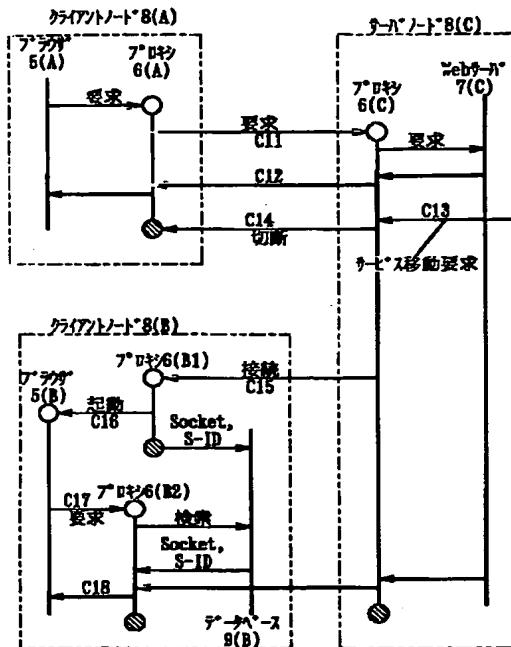 クライアントノード8(A)
ブラウザ
5(A)
プロキシ
6(A)
サーバノード8(C)
プロキシ
6(C)
Webサーバ
7(C)
要求
要求
C11
要求
C12
C13
C14
切断
サービス移動要求
クライアントノード8(B)
プロキシ6(B1)
接続
C15
ブラウザ
5(B)
起動
C16
Socket,
S-ID
C17
要求
プロキシ6(B2)
検索
Socket,
S-ID
C18
データベース
9(B)